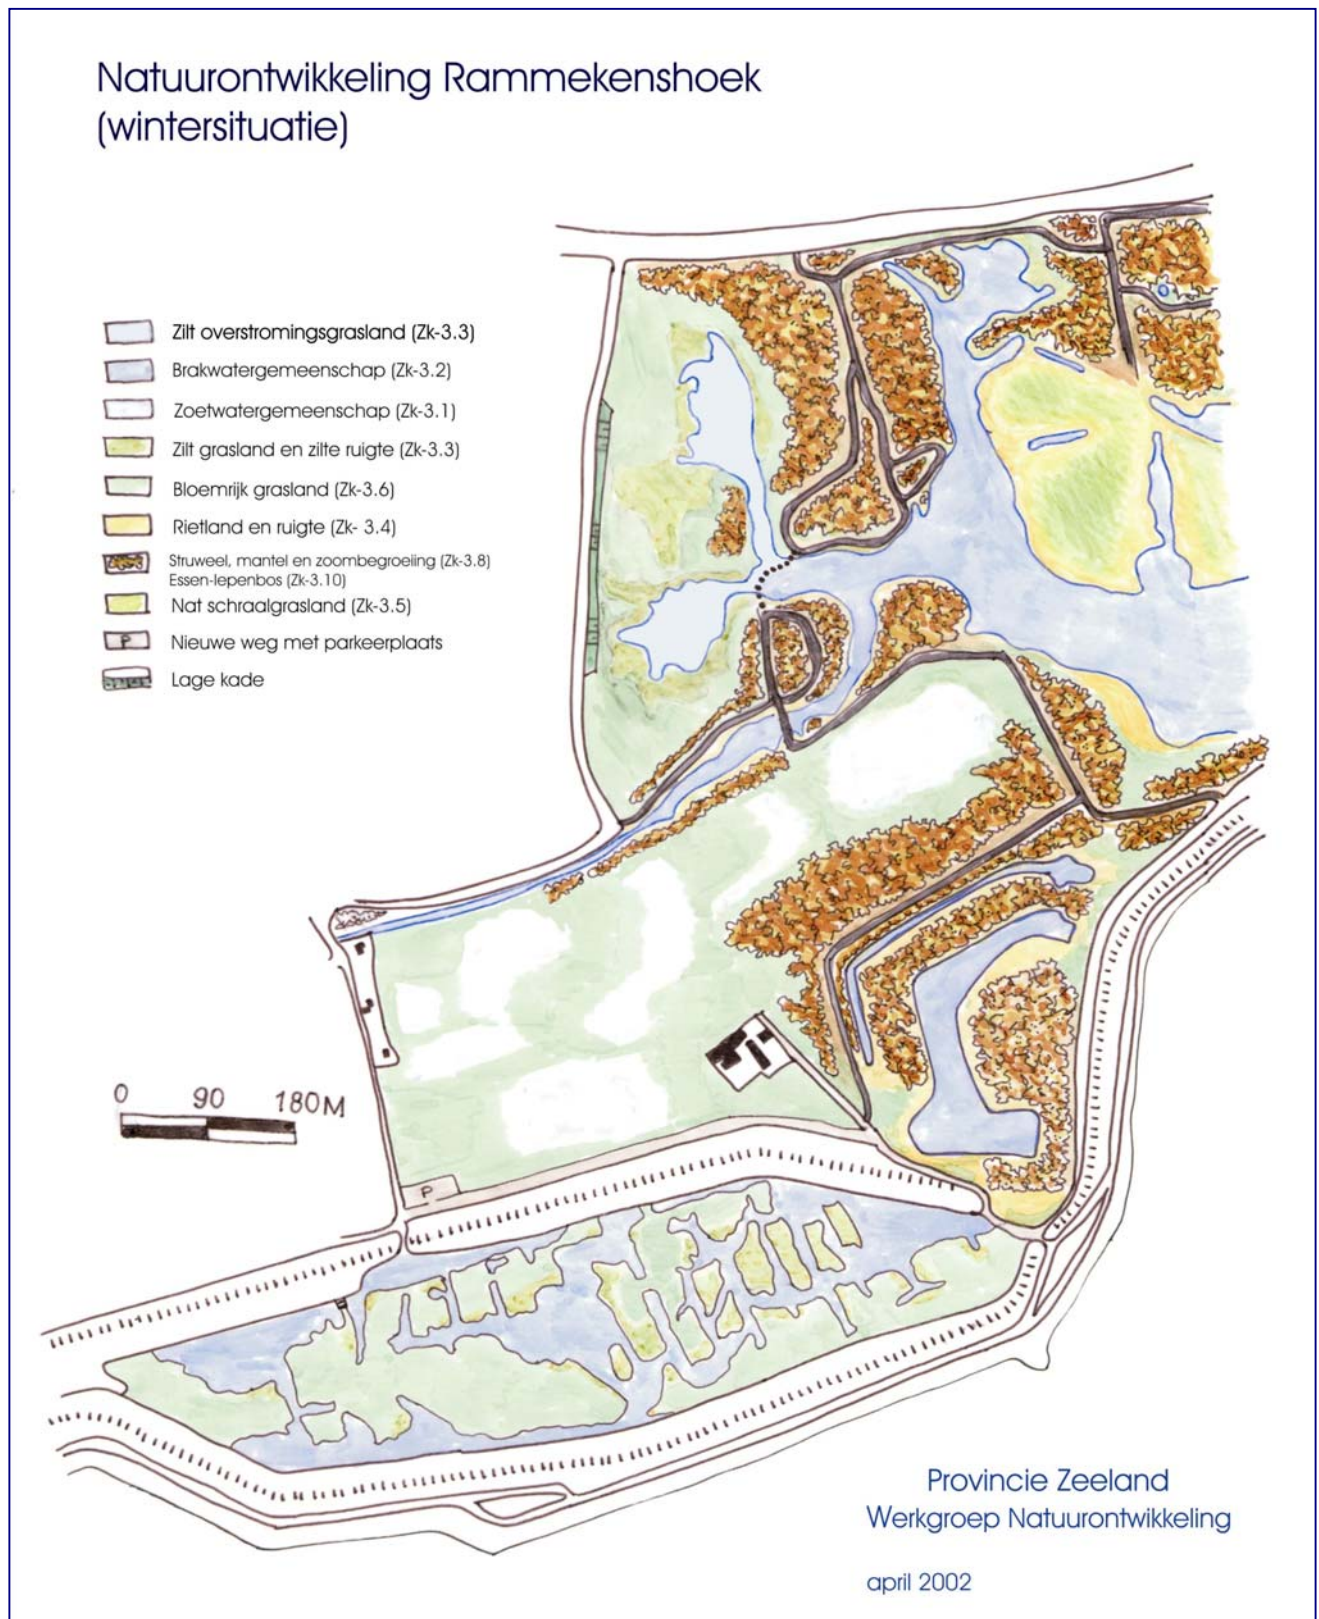 Natuurontwikkeling Rammekenshoek
(wintersituatie)
Zilt overstromingsgrasland (Zk-3.3)
Brakwatergemeenschap (Zk-3.2)
Zoetwatergemeenschap (Zk-3.1)
Zilt grasland en zilte ruigte (Zk-3.3)
Bloemrijk grasland (Zk-3.6)
Rietland en ruigte (Zk- 3.4)
Struweel, mantel en zoombegroeiing (Zk-3.8)
Essen-Iepenbos (Zk-3.10)
Nat schraalgrasland (Zk-3.5)
P Nieuwe weg met parkeerplaats
Lage kade
0 90 180M
P
Provincie Zeeland
Werkgroep Natuurontwikkeling
april 2002